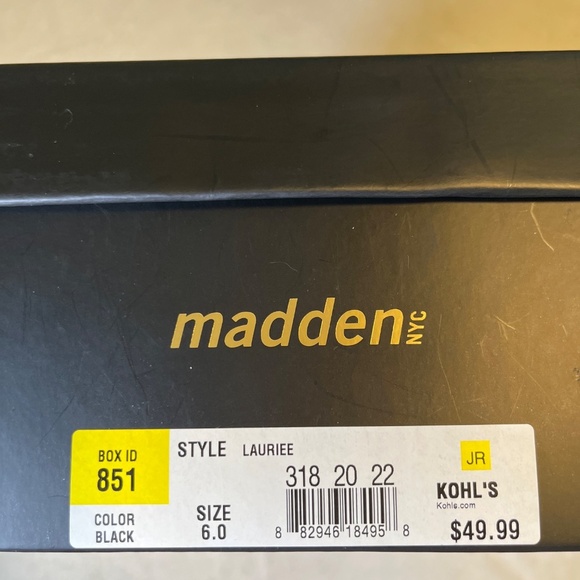 madden NYC
BOX ID
851
STYLE LAURIEE
318 20 22
JR
KOHL'S
Kohls.com
COLOR
BLACK
SIZE
6.0
8 82946 18495 8
$49.99